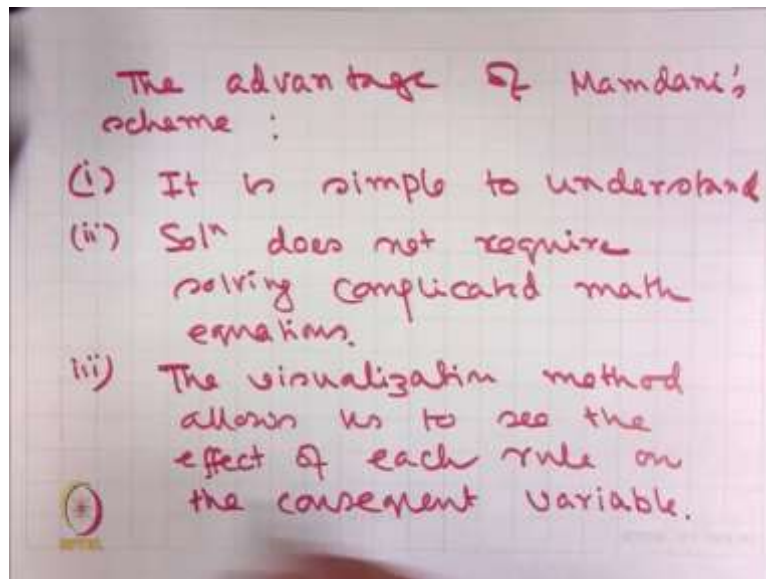 The advantage of Mamdani's
scheme :
(i) It is simple to understand
(ii) Solⁿ does not require
solving complicated math
equations.
iii) The visualization method
allows us to see the
effect of each rule on
the consequent variable.
NPTEL